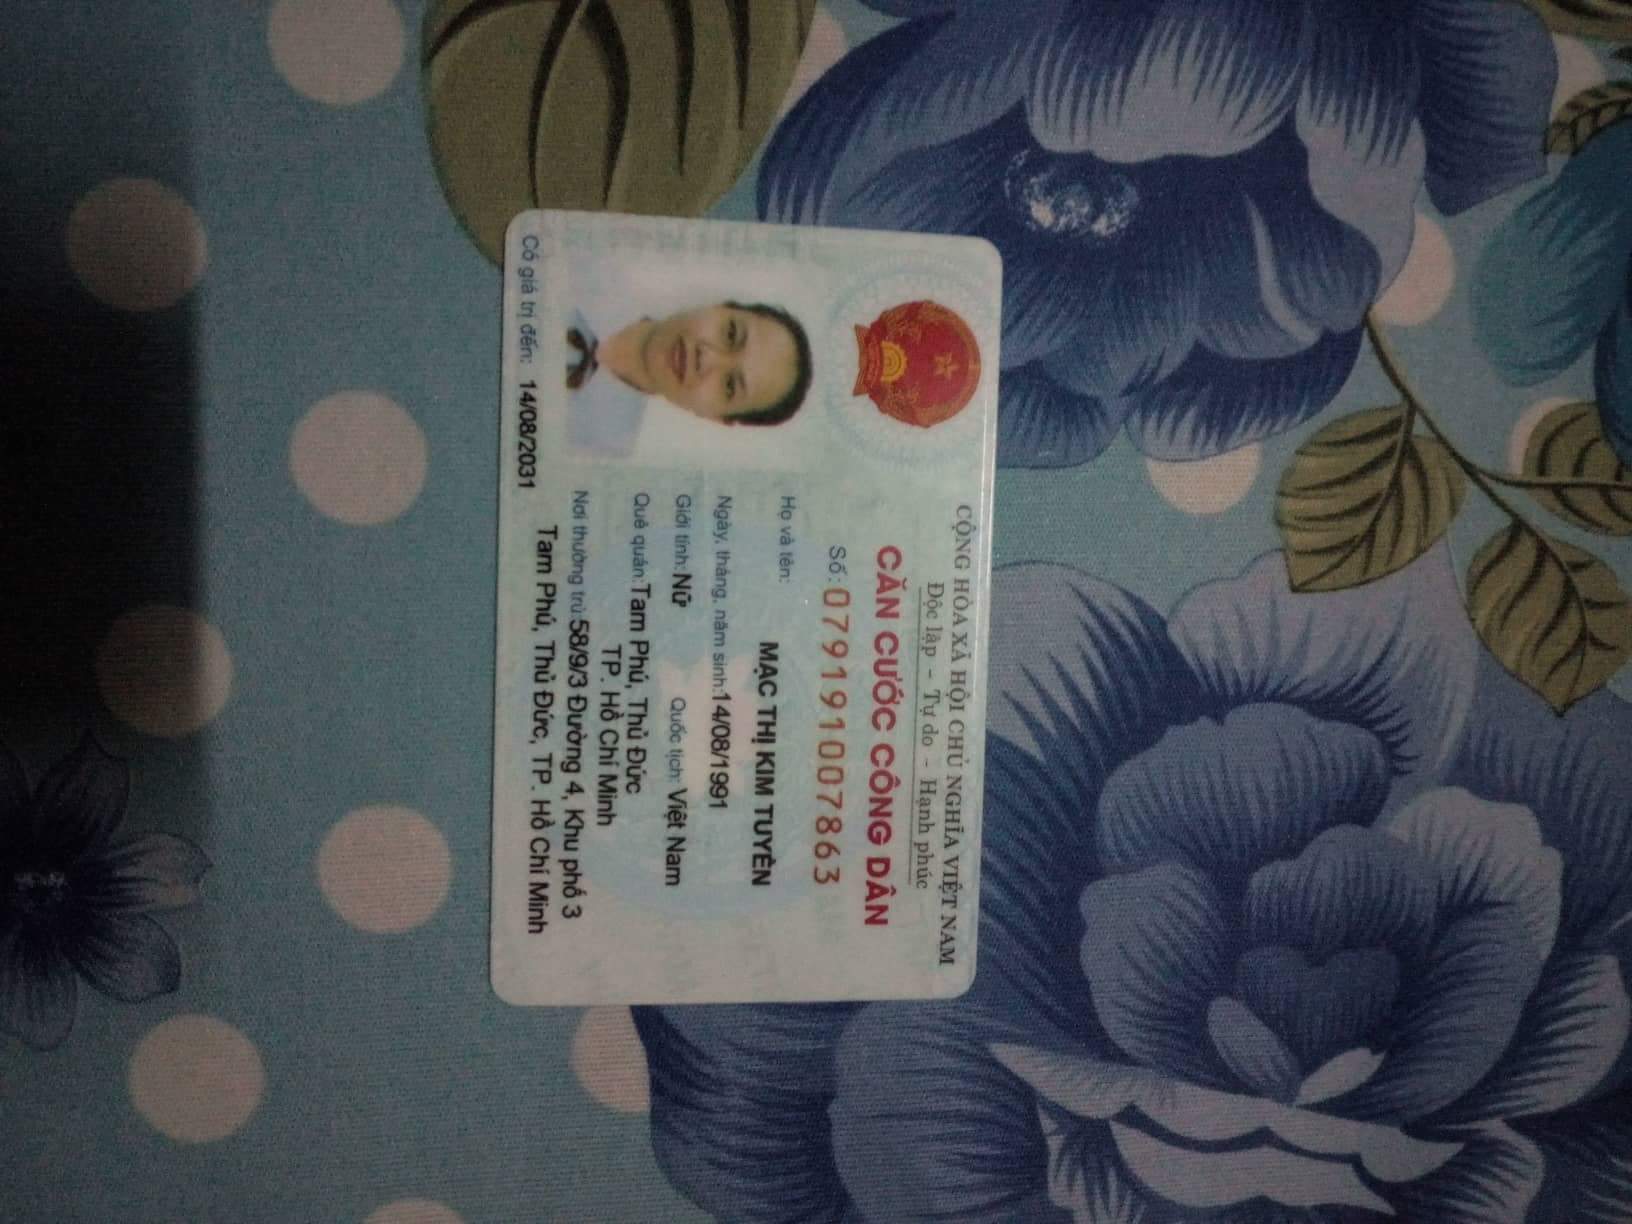 CỘNG HÒA XÃ HỘI CHỦ NGHĨA VIỆT NAM
Độc lập - Tự do - Hạnh phúc
CĂN CƯỚC CÔNG DÂN
Số: 079191007863
Họ và tên:
MẠC THỊ KIM TUYÊN
Ngày, tháng, năm sinh: 14/08/1991
Giới tính: Nữ Quốc tịch: Việt Nam
Quê quán: Tam Phú, Thủ Đức
TP. Hồ Chí Minh
Nơi thường trú: 58/9/3 Đường 4, Khu phố 3
Tam Phú, Thủ Đức, TP. Hồ Chí Minh
Có giá trị đến: 14/08/2031